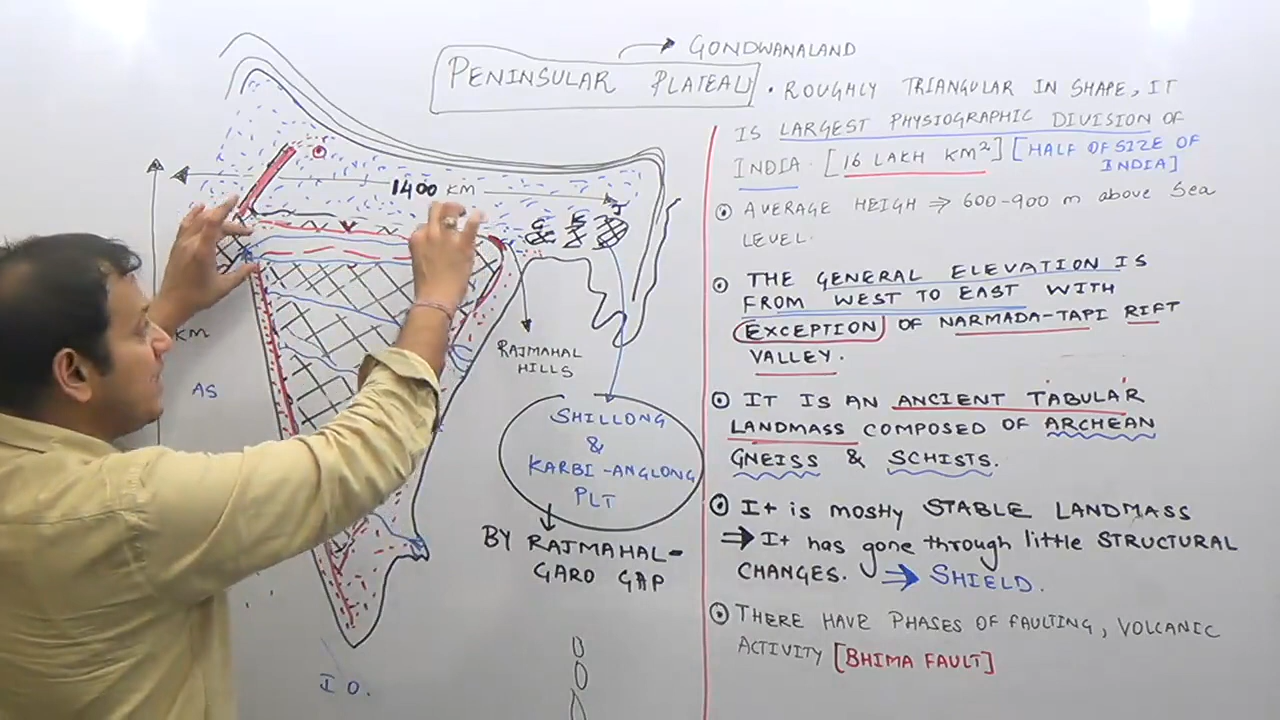 GONDWANALAND
PENINSULAR PLATEAU
• ROUGHLY TRIANGULAR IN SHAPE, IT
IS LARGEST PHYSIOGRAPHIC DIVISION OF
INDIA. [16 LAKH KM²] [HALF OF SIZE OF
INDIA]
AVERAGE HEIGH ⇒ 600-900 m above Sea
LEVEL.
THE GENERAL ELEVATION IS
FROM WEST TO EAST WITH
EXCEPTION OF NARMADA-TAPI RIFT
VALLEY.
IT IS AN ANCIENT TABULAR
LANDMASS COMPOSED OF ARCHEAN
GNEISS & SCHISTS.
It is mostly STABLE LANDMASS
⇒ It has gone through little STRUCTURAL
CHANGES. ⇒ SHIELD.
THERE HAVE PHASES OF FAULTING, VOLCANIC
ACTIVITY [BHIMA FAULT]
1400 KM
G K J
KM
AS
RAJMAHAL
HILLS
SHILLONG
&
KARBI-ANGLONG
PLT
BY RAJMAHAL-
GARO GAP
I O.